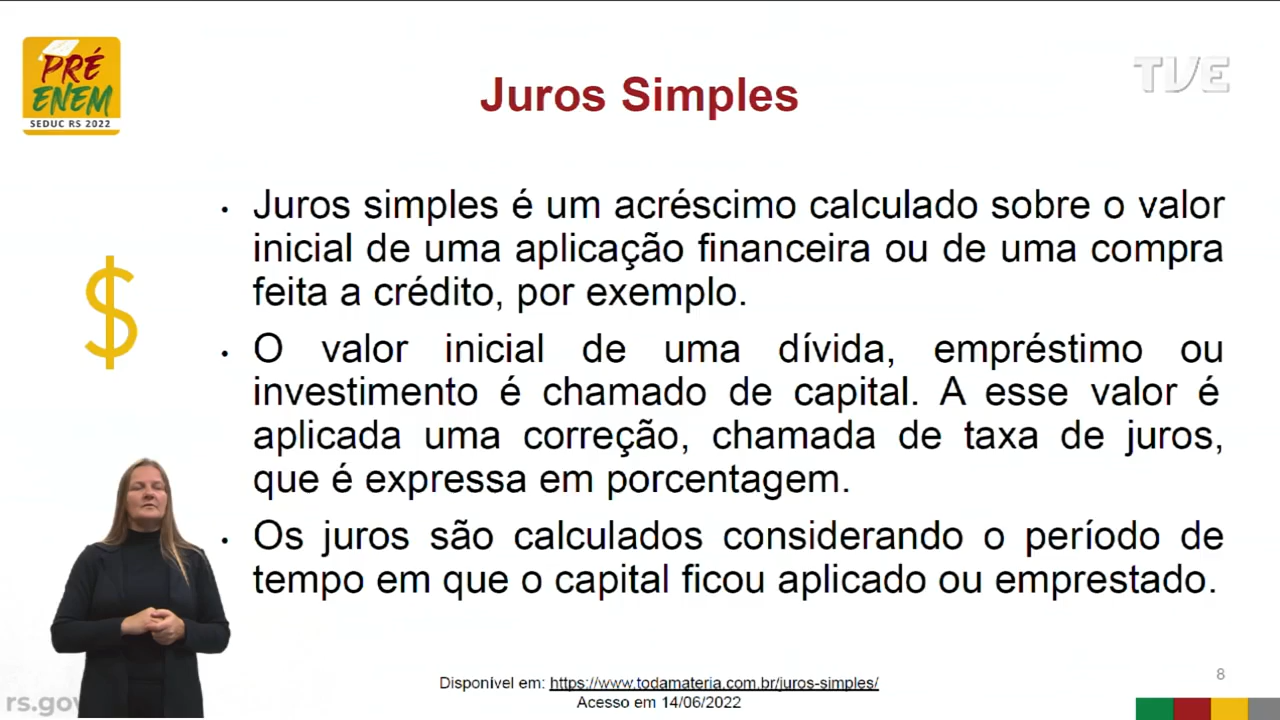 PRÉ
ENEM
SEDUC RS 2022
TVE
Juros Simples
• Juros simples é um acréscimo calculado sobre o valor
inicial de uma aplicação financeira ou de uma compra
feita a crédito, por exemplo.
$
• O valor inicial de uma dívida, empréstimo ou
investimento é chamado de capital. A esse valor é
aplicada uma correção, chamada de taxa de juros,
que é expressa em porcentagem.
• Os juros são calculados considerando o período de
tempo em que o capital ficou aplicado ou emprestado.
Disponível em: https://www.todamateria.com.br/juros-simples/
Acesso em 14/06/2022
8
rs.gov